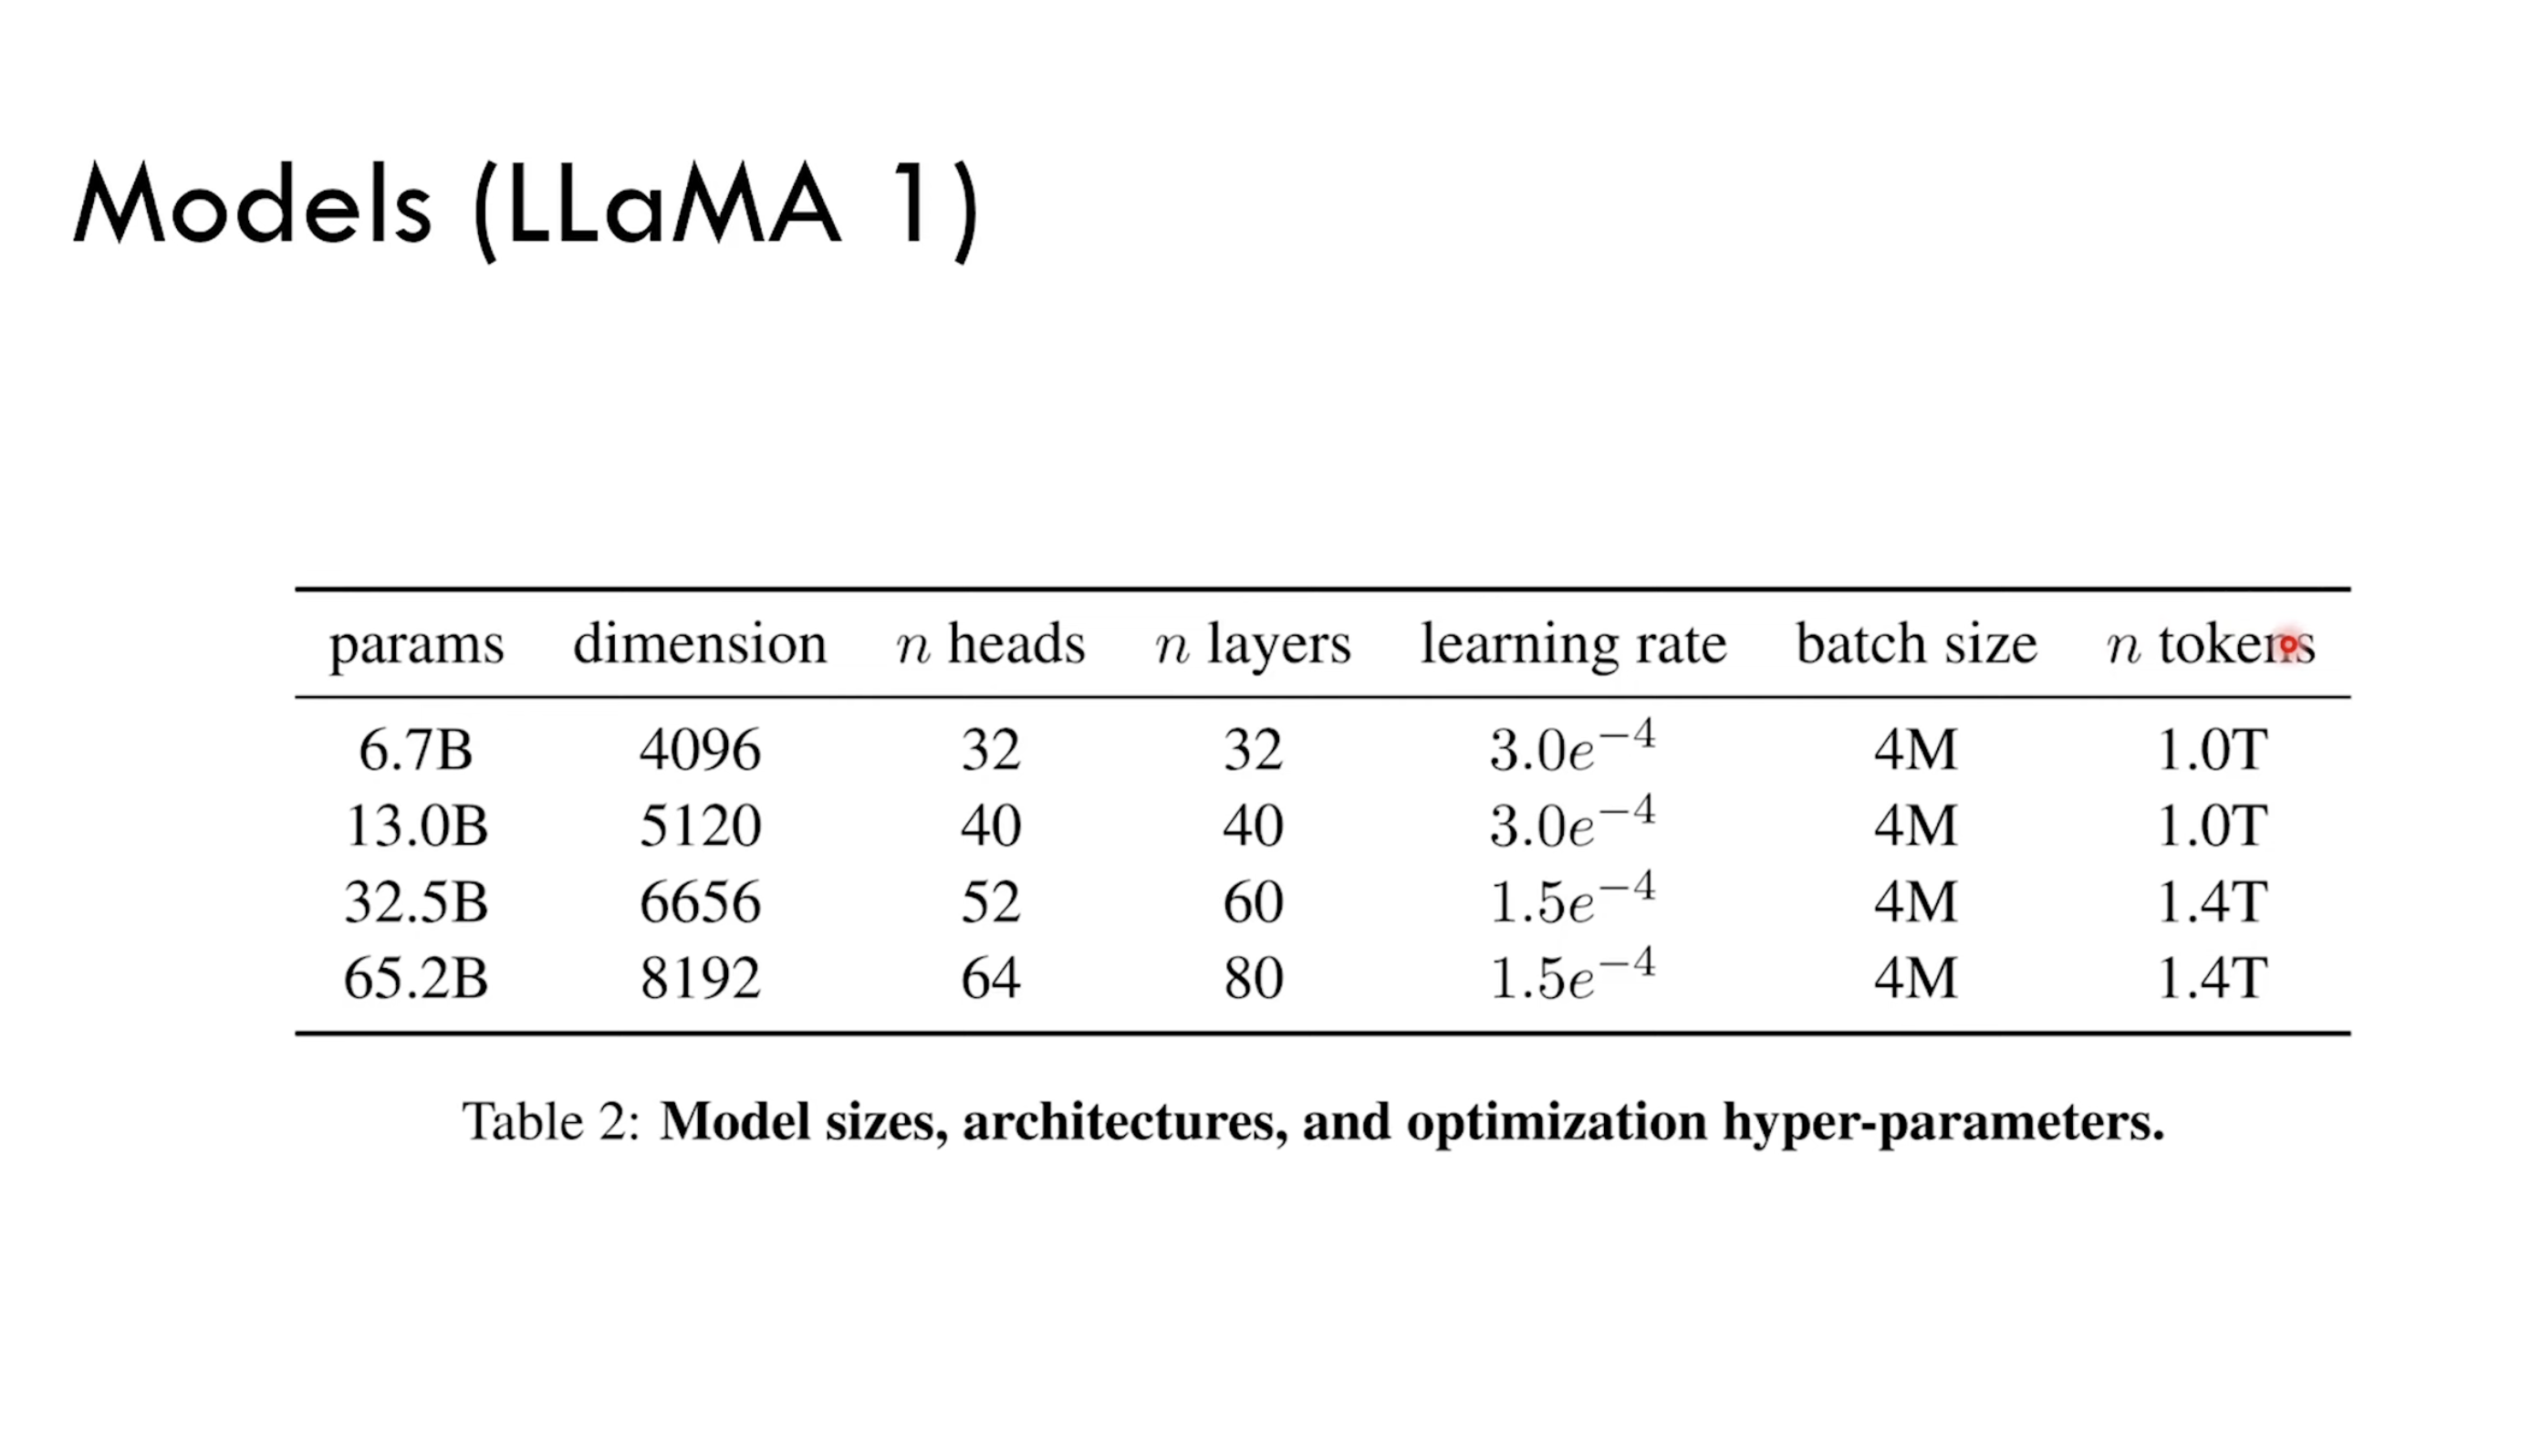 Models (LLaMA 1)
params dimension n heads n layers learning rate batch size n tokens
6.7B 4096 32 32 3.0e⁻⁴ 4M 1.0T
13.0B 5120 40 40 3.0e⁻⁴ 4M 1.0T
32.5B 6656 52 60 1.5e⁻⁴ 4M 1.4T
65.2B 8192 64 80 1.5e⁻⁴ 4M 1.4T
Table 2: Model sizes, architectures, and optimization hyper-parameters.